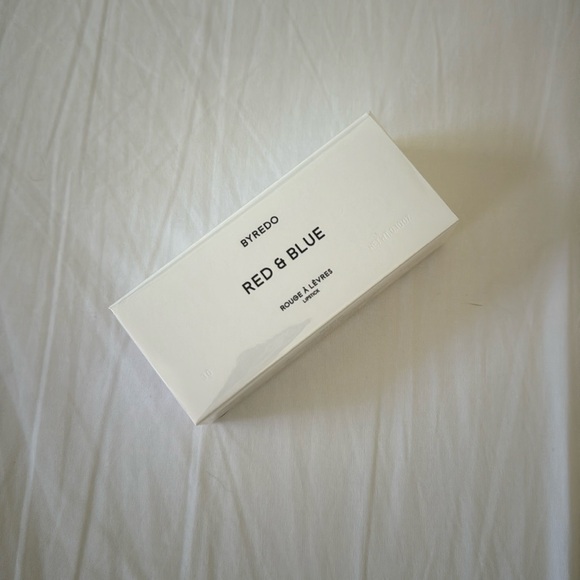 BYREDO
RED & BLUE
ROUGE À LÈVRES
LIPSTICK